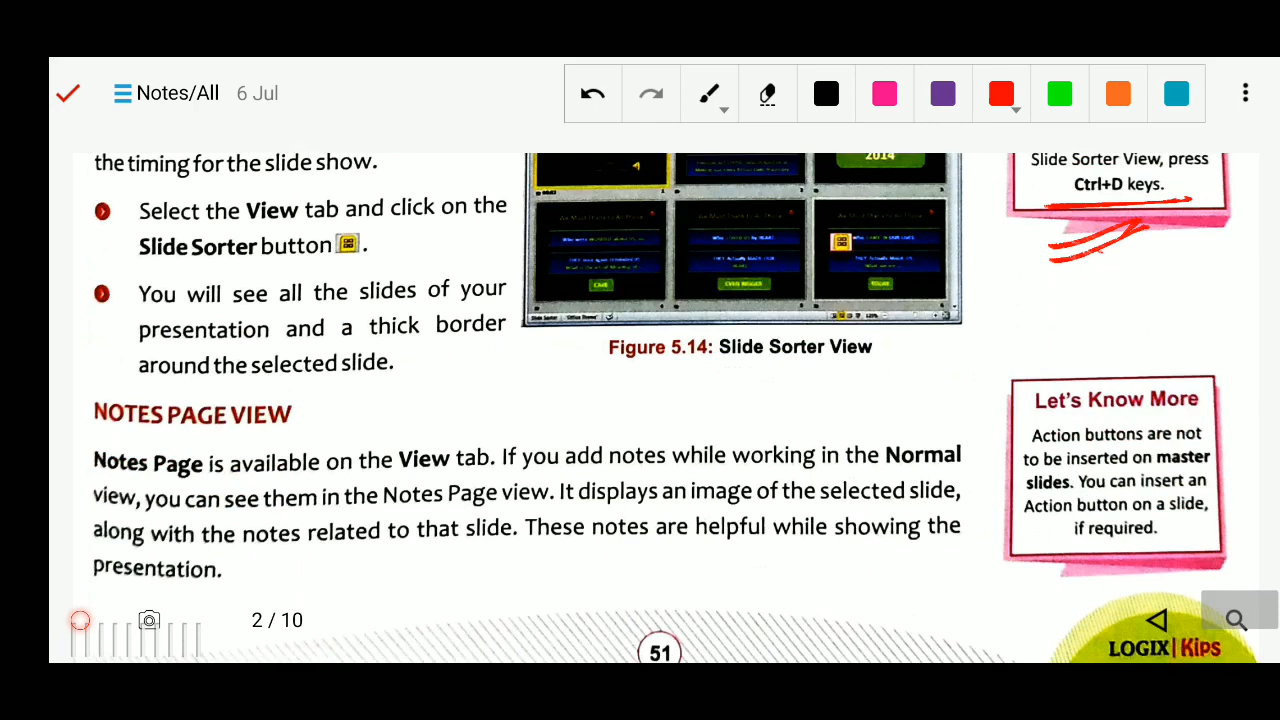 Notes/All 6 Jul
the timing for the slide show.
Select the View tab and click on the
Slide Sorter button.
You will see all the slides of your
presentation and a thick border
around the selected slide.
2014
Figure 5.14: Slide Sorter View
Slide Sorter View, press
Ctrl+D keys.
NOTES PAGE VIEW
Notes Page is available on the View tab. If you add notes while working in the Normal
view, you can see them in the Notes Page view. It displays an image of the selected slide,
along with the notes related to that slide. These notes are helpful while showing the
presentation.
Let's Know More
Action buttons are not
to be inserted on master
slides. You can insert an
Action button on a slide,
if required.
2 / 10
51
LOGIX | Kips